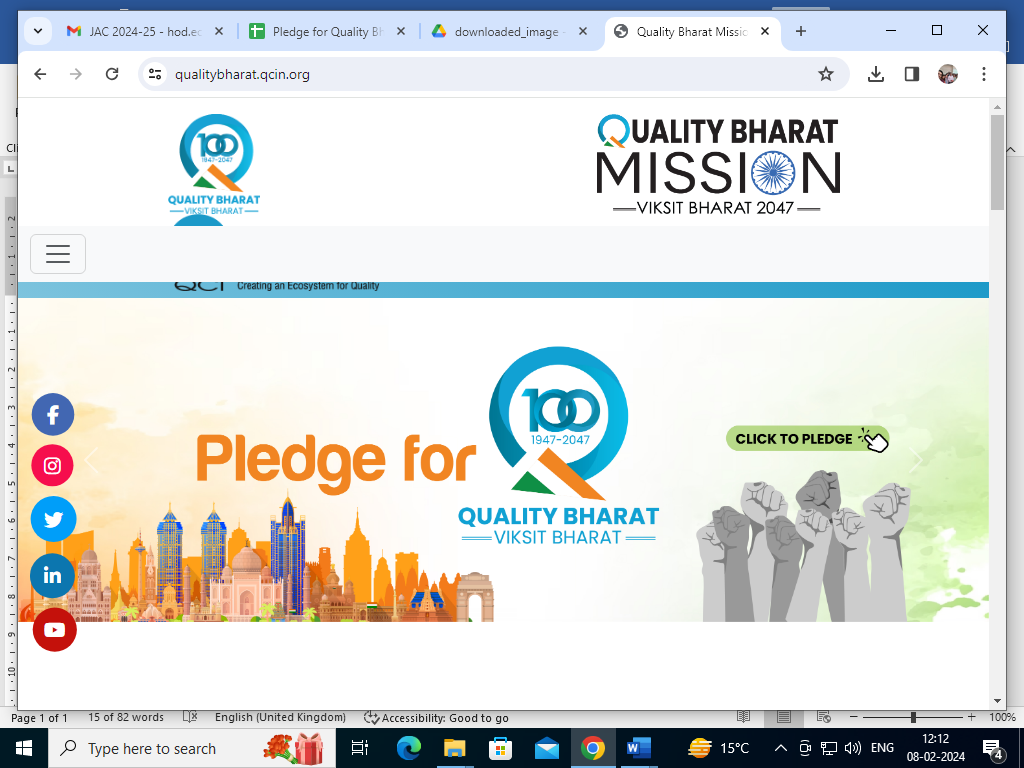 JAC 2024-25 - hod.ec
Pledge for Quality Bh
downloaded_image -
Quality Bharat Missio
qualitybharat.qcin.org
100
1947-2047
QUALITY BHARAT
VIKSIT BHARAT
QUALITY BHARAT
MISSION
VIKSIT BHARAT 2047
QCI Creating an Ecosystem for Quality
Pledge for
100
1947-2047
QUALITY BHARAT
VIKSIT BHARAT
CLICK TO PLEDGE
Page 1 of 1 15 of 82 words English (United Kingdom) Accessibility: Good to go 100%
Type here to search
15°C
ENG
12:12
08-02-2024
4